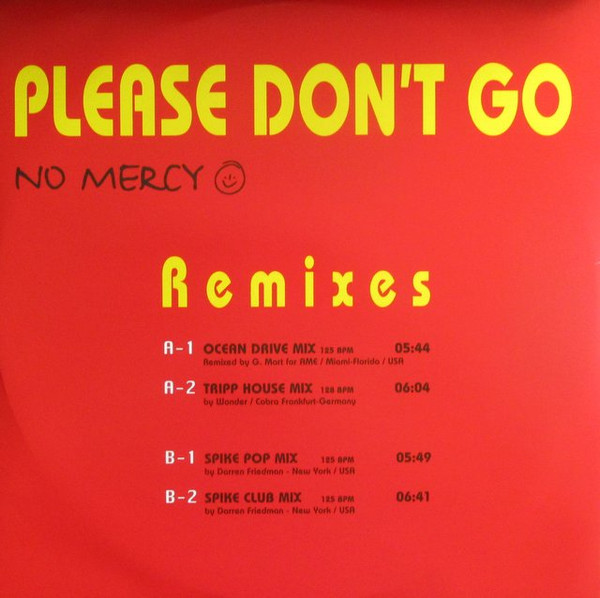 PLEASE DON'T GO
NO MERCY
Remixes
A-1 OCEAN DRIVE MIX 125 BPM 05:44
Remixed by G. Mart for AME / Miami-Florida / USA
A-2 TRIPP HOUSE MIX 128 BPM 06:04
by Wonder / Cobra Frankfurt-Germany
B-1 SPIKE POP MIX 125 BPM 05:49
by Darren Friedman - New York / USA
B-2 SPIKE CLUB MIX 125 BPM 06:41
by Darren Friedman - New York / USA